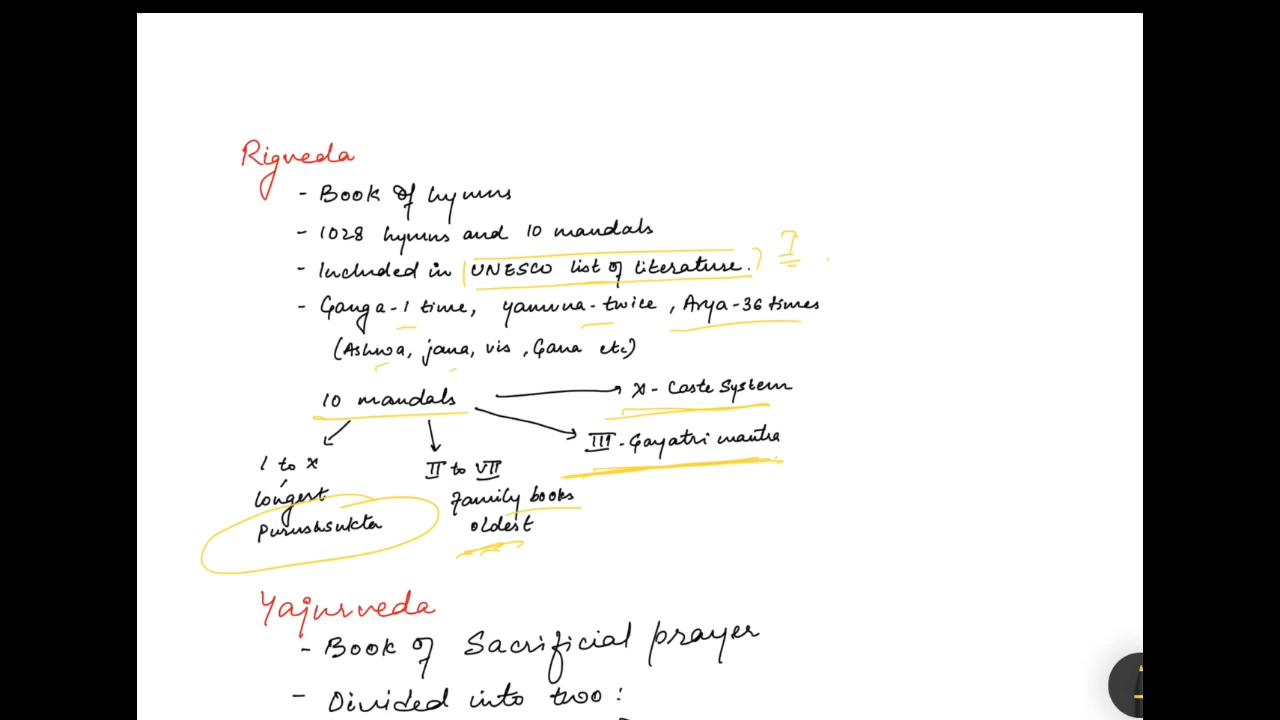 Rigveda
- Book of hymns
- 1028 hymns and 10 mandals
- Included in (UNESCO list of literature.) I
- Ganga-1 time, yamuna-twice, Arya-36 times
(Ashwa, jana, vis, Gana etc)
10 mandals
X - Caste System
III - Gayatri mantra
1 to X
longest
Purushsukta
II to VII
Family books
oldest
Yajurveda
- Book of Sacrificial prayer
- Divided into two: